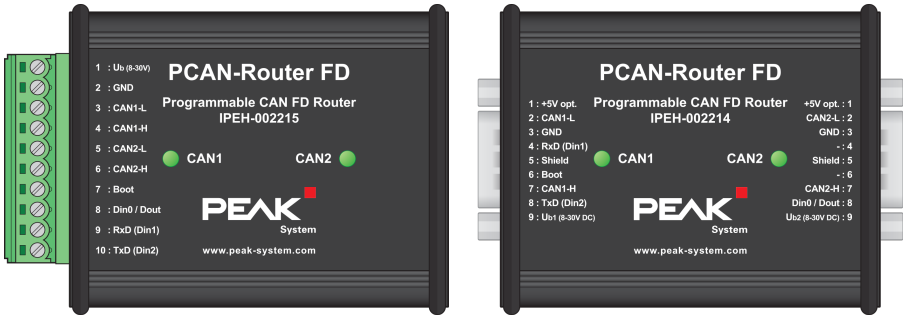 1 : Ub (8-30V)
2 : GND
3 : CAN1-L
4 : CAN1-H
5 : CAN2-L
6 : CAN2-H
7 : Boot
8 : Din0 / Dout
9 : RxD (Din1)
10 : TxD (Din2)
PCAN-Router FD
Programmable CAN FD Router
IPEH-002215
CAN1
CAN2
PEAK
System
www.peak-system.com
PCAN-Router FD
Programmable CAN FD Router
IPEH-002214
1 : +5V opt.
2 : CAN1-L
3 : GND
4 : RxD (Din1)
5 : Shield
6 : Boot
7 : CAN1-H
8 : TxD (Din2)
9 : Ub1 (8-30V DC)
+5V opt. : 1
CAN2-L : 2
GND : 3
- : 4
Shield : 5
- : 6
CAN2-H : 7
Din0 / Dout : 8
Ub2 (8-30V DC) : 9
CAN1
CAN2
PEAK
System
www.peak-system.com